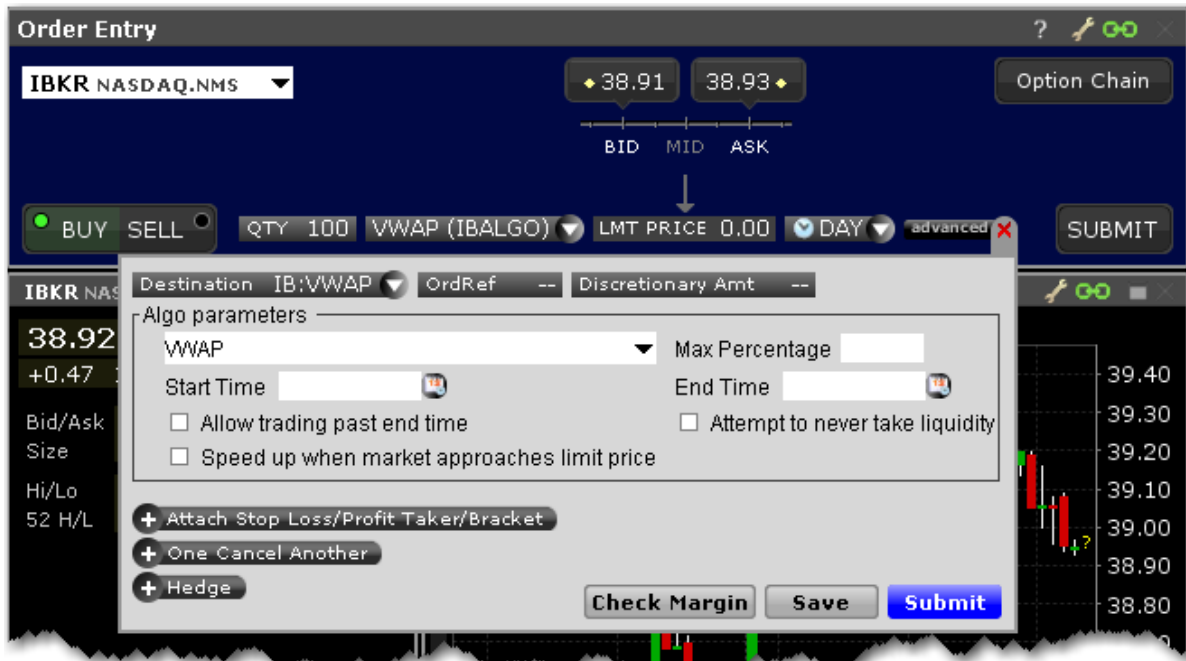 Order Entry ?
IBKR NASDAQ.NMS 38.91 38.93 Option Chain
BID MID ASK
BUY SELL QTY 100 VWAP (IBALGO) LMT PRICE 0.00 DAY advanced SUBMIT
Destination IB:VWAP OrdRef -- Discretionary Amt --
IBKR NAS
Algo parameters
38.92 VWAP Max Percentage
+0.47 Start Time End Time 39.40
Bid/Ask Allow trading past end time Attempt to never take liquidity 39.30
Size Speed up when market approaches limit price 39.20
Hi/Lo 39.10
52 H/L Attach Stop Loss/Profit Taker/Bracket 39.00
One Cancel Another ? 38.90
Hedge Check Margin Save Submit 38.80